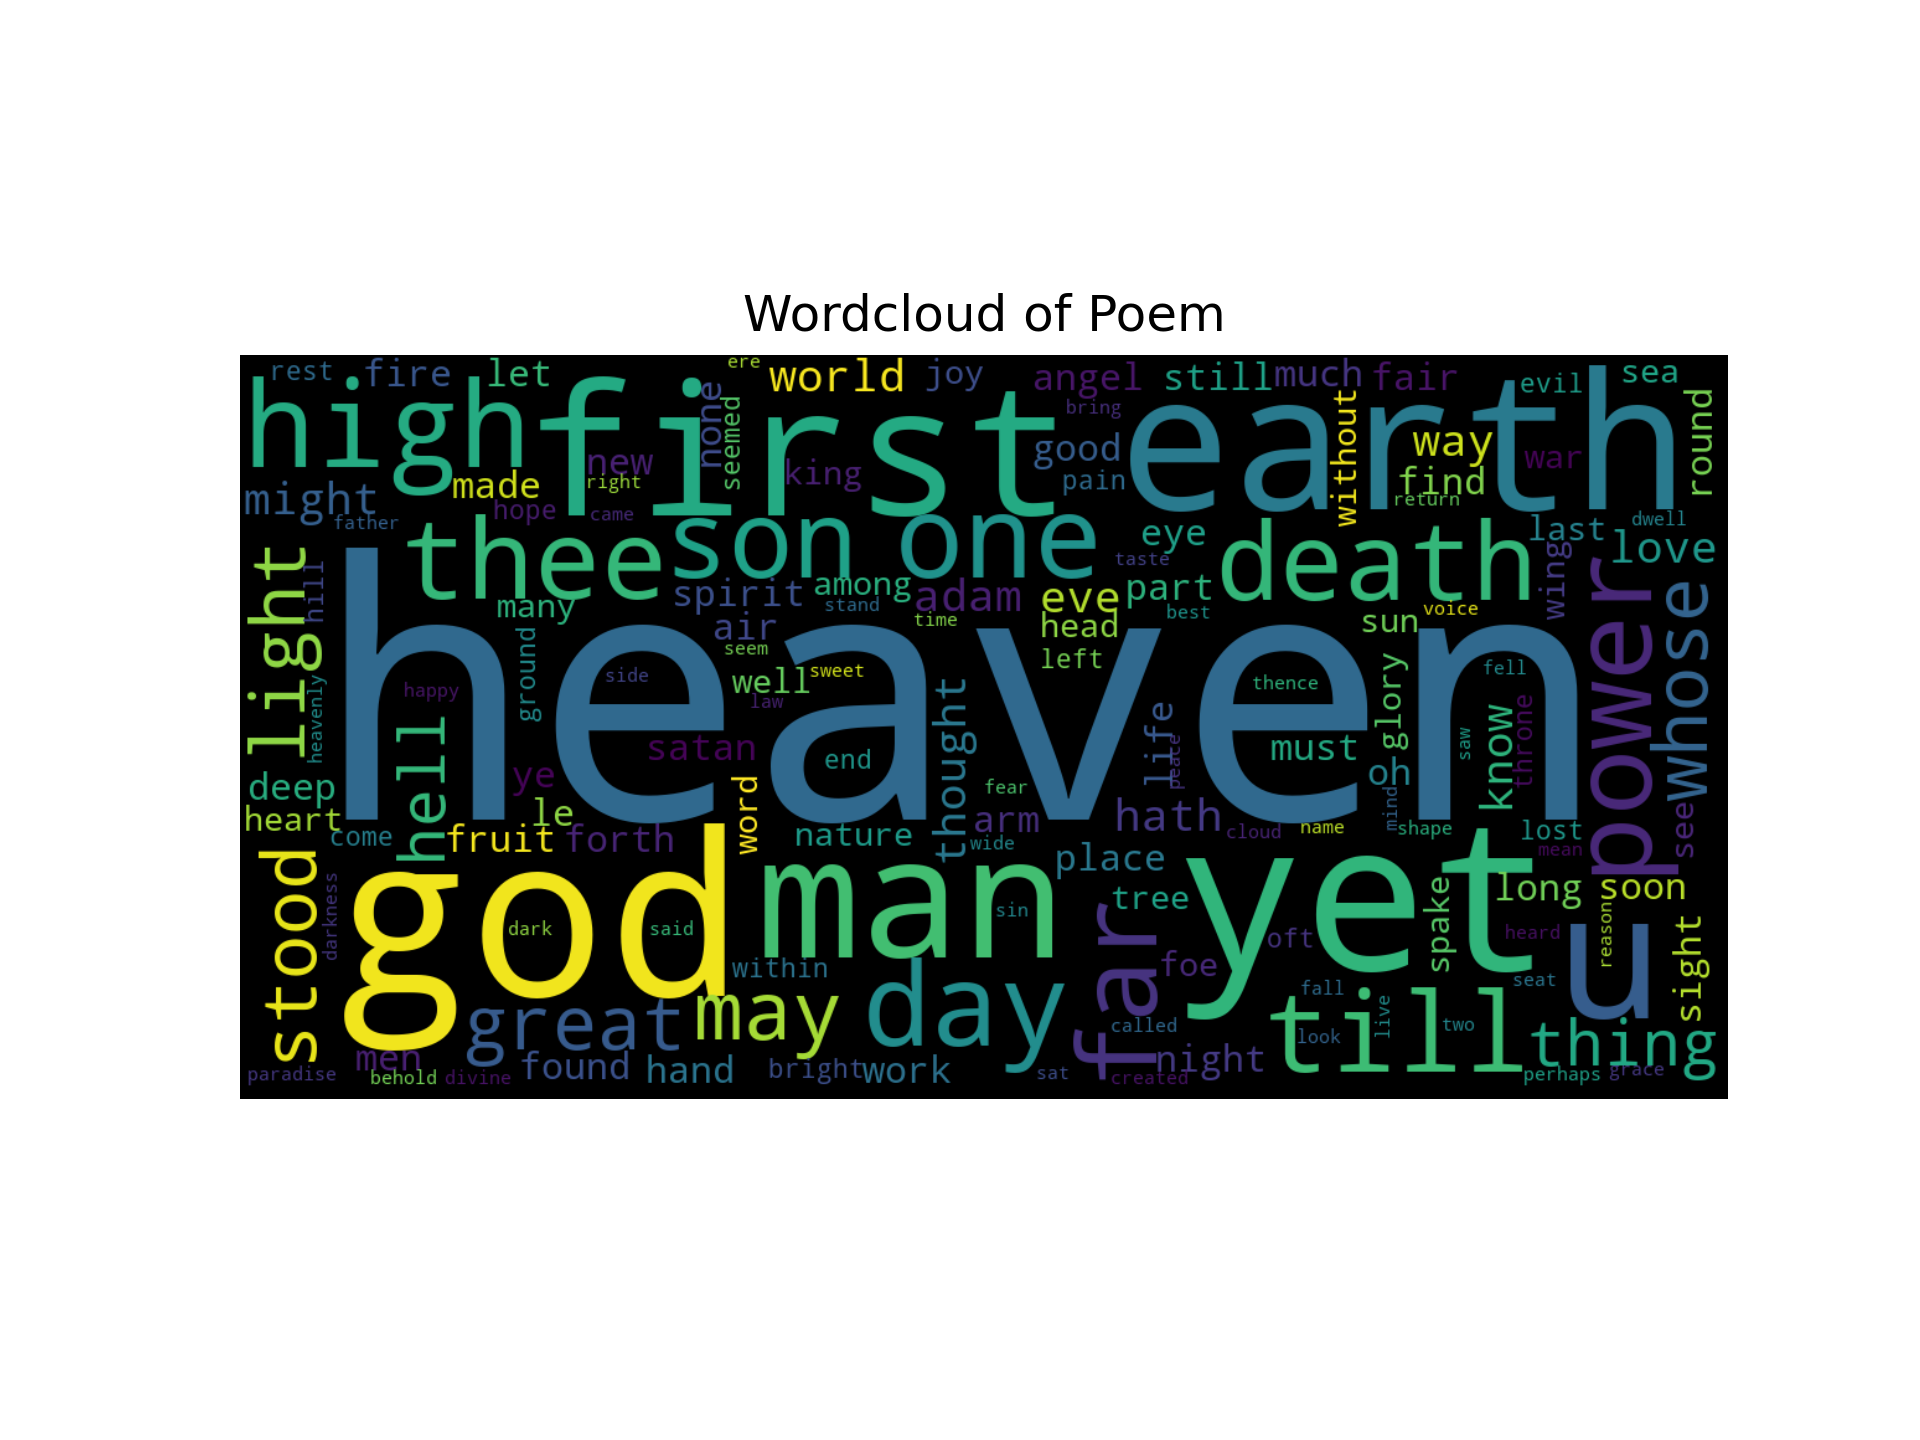 Wordcloud of Poem
rest fire let ere world joy angel still much fair evil sea
high first earth
none seemed bring without round
new right king good pain way find war return
might made hope came father
thee son one eye taste death last dwell love
light hill many spirit among stand adam time eve head part best sun voice wing power whose
heaven
air seem left ground side well sweet law thence fell glory
heavenly happy hell ye satan end thought life peace must oh saw know throne
deep heart come le fruit forth word nature fear arm wide hath cloud name mind shape lost mean see
god man yet
stood darkness dark said sin place tree far foe oft spake long soon heard reason u sight
within great may day called fall look live two seat till thing
paradise men behold divine found hand bright work sat created night perhaps grace